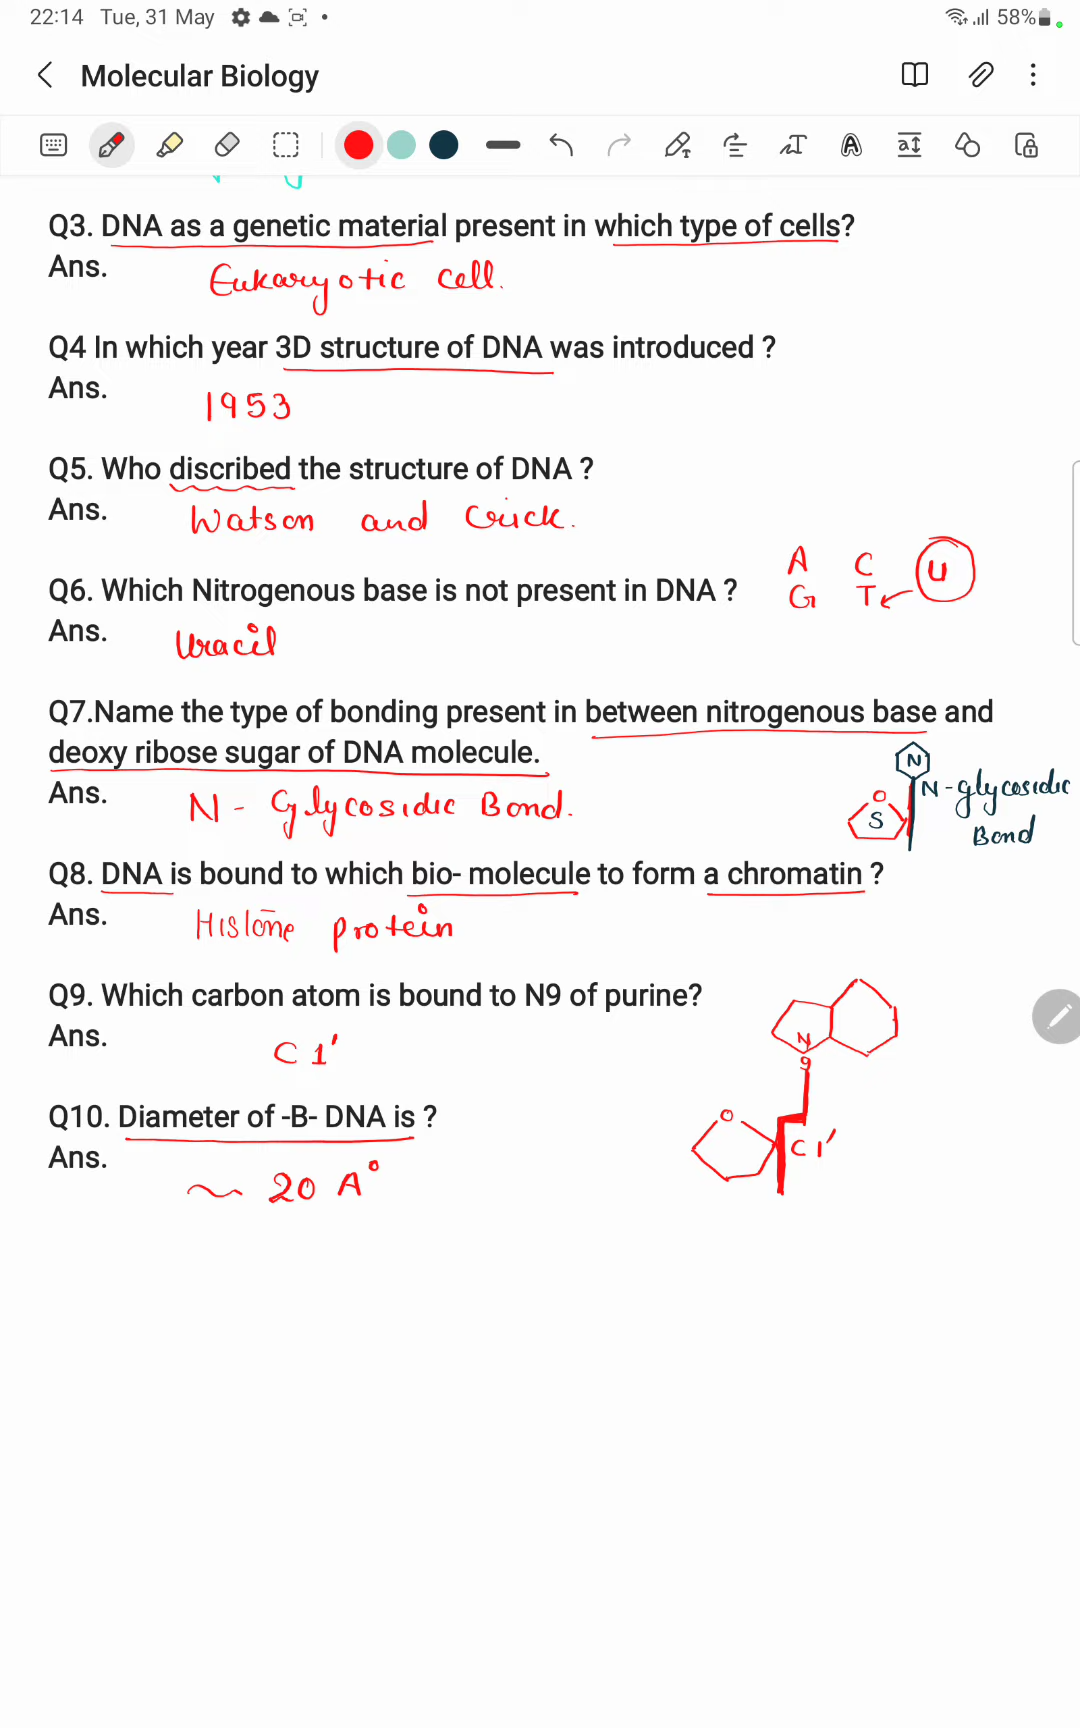 22:14 Tue, 31 May
58%
Molecular Biology
Q3. DNA as a genetic material present in which type of cells?
Ans.
Eukaryotic cell.
Q4 In which year 3D structure of DNA was introduced ?
Ans.
1953
Q5. Who discribed the structure of DNA ?
Ans.
Watson and Crick.
A C U
Q6. Which Nitrogenous base is not present in DNA ?
G T
Ans.
Uracil
Q7.Name the type of bonding present in between nitrogenous base and
deoxy ribose sugar of DNA molecule.
N
Ans.
N - Glycosidic Bond.
O
S
N-glycosidic
Bond
Q8. DNA is bound to which bio- molecule to form a chromatin ?
Ans.
Histone protein
Q9. Which carbon atom is bound to N9 of purine?
Ans.
C 1'
N
9
Q10. Diameter of -B- DNA is ?
O
C 1'
Ans.
~ 20 A°